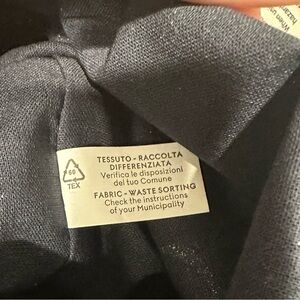 TESSUTO - RACCOLTA
DIFFERENZIATA
Verifica le disposizioni
del tuo Comune
60
TEX
FABRIC - WASTE SORTING
Check the instructions
of your Municipality
When